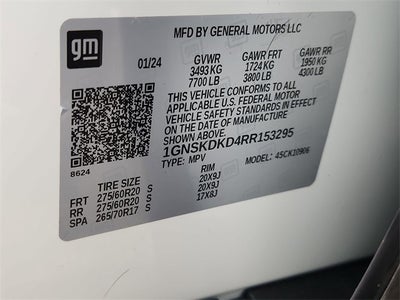 gm
MFD BY GENERAL MOTORS LLC
01/24 GVWR GAWR FRT GAWR RR
3493 KG 1724 KG 1950 KG
7700 LB 3800 LB 4300 LB
THIS VEHICLE CONFORMS TO ALL
APPLICABLE U.S. FEDERAL MOTOR
VEHICLE SAFETY STANDARDS IN
EFFECT ON THE DATE OF MANUFACTURE
SHOWN ABOVE.
1GNSKDKD4RR153295
TYPE: MPV MODEL: 4SCK10906
8624
TIRE SIZE RIM
FRT 275/60R20 S 20X9J
RR 275/60R20 S 20X9J
SPA 265/70R17 S 17X8J